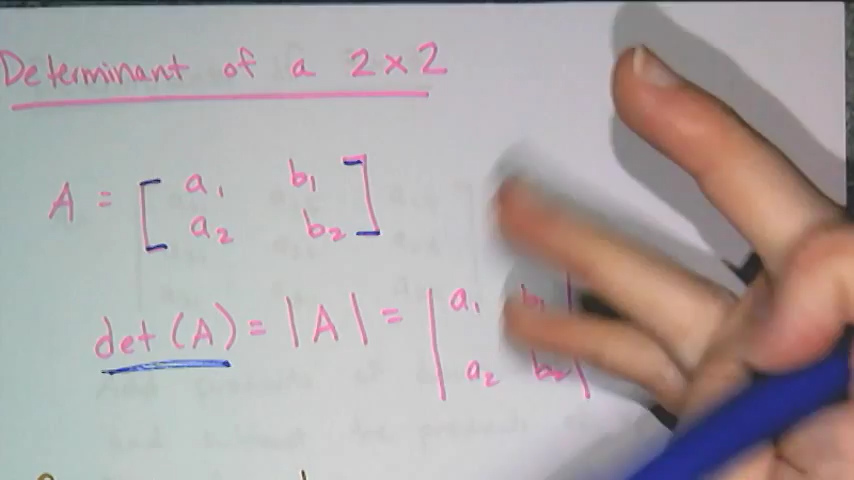 Determinant of a 2×2
A = [ a₁ b₁
a₂ b₂ ]
det(A) = |A| = | a₁ b₁ |
| a₂ b₂ |